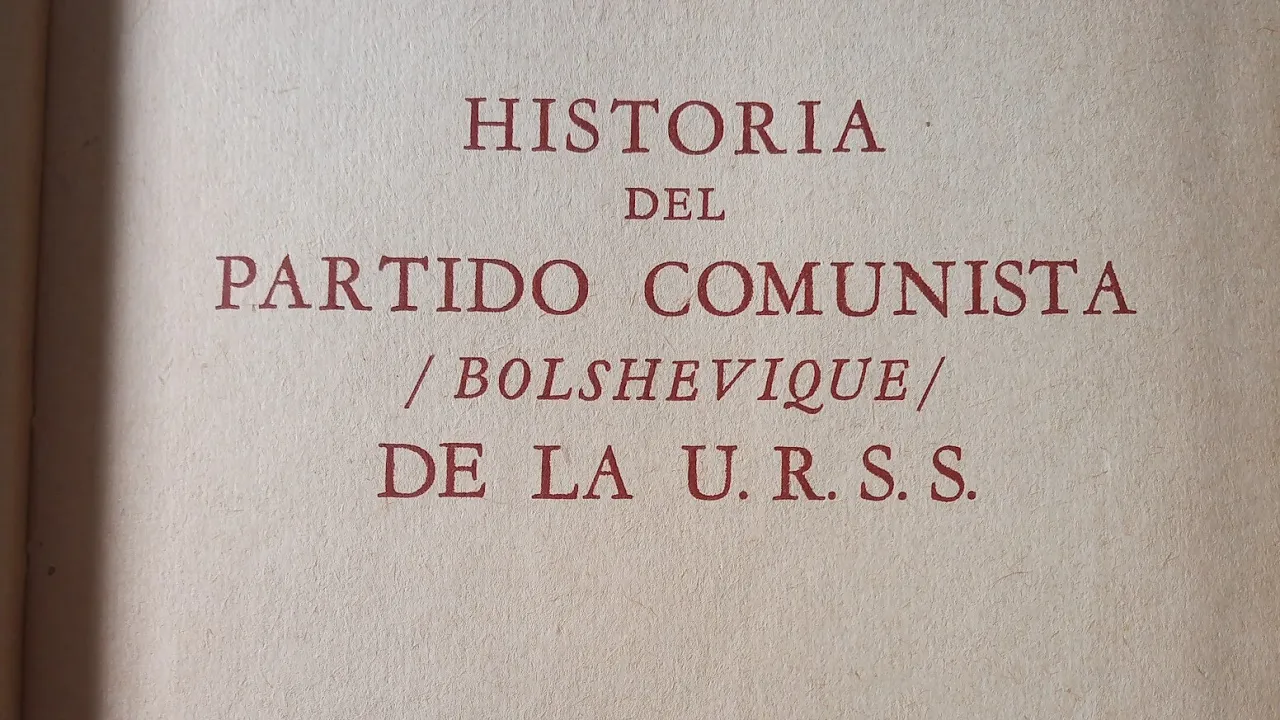 HISTORIA
DEL
PARTIDO COMUNISTA
/BOLSHEVIQUE/
DE LA U. R. S. S.